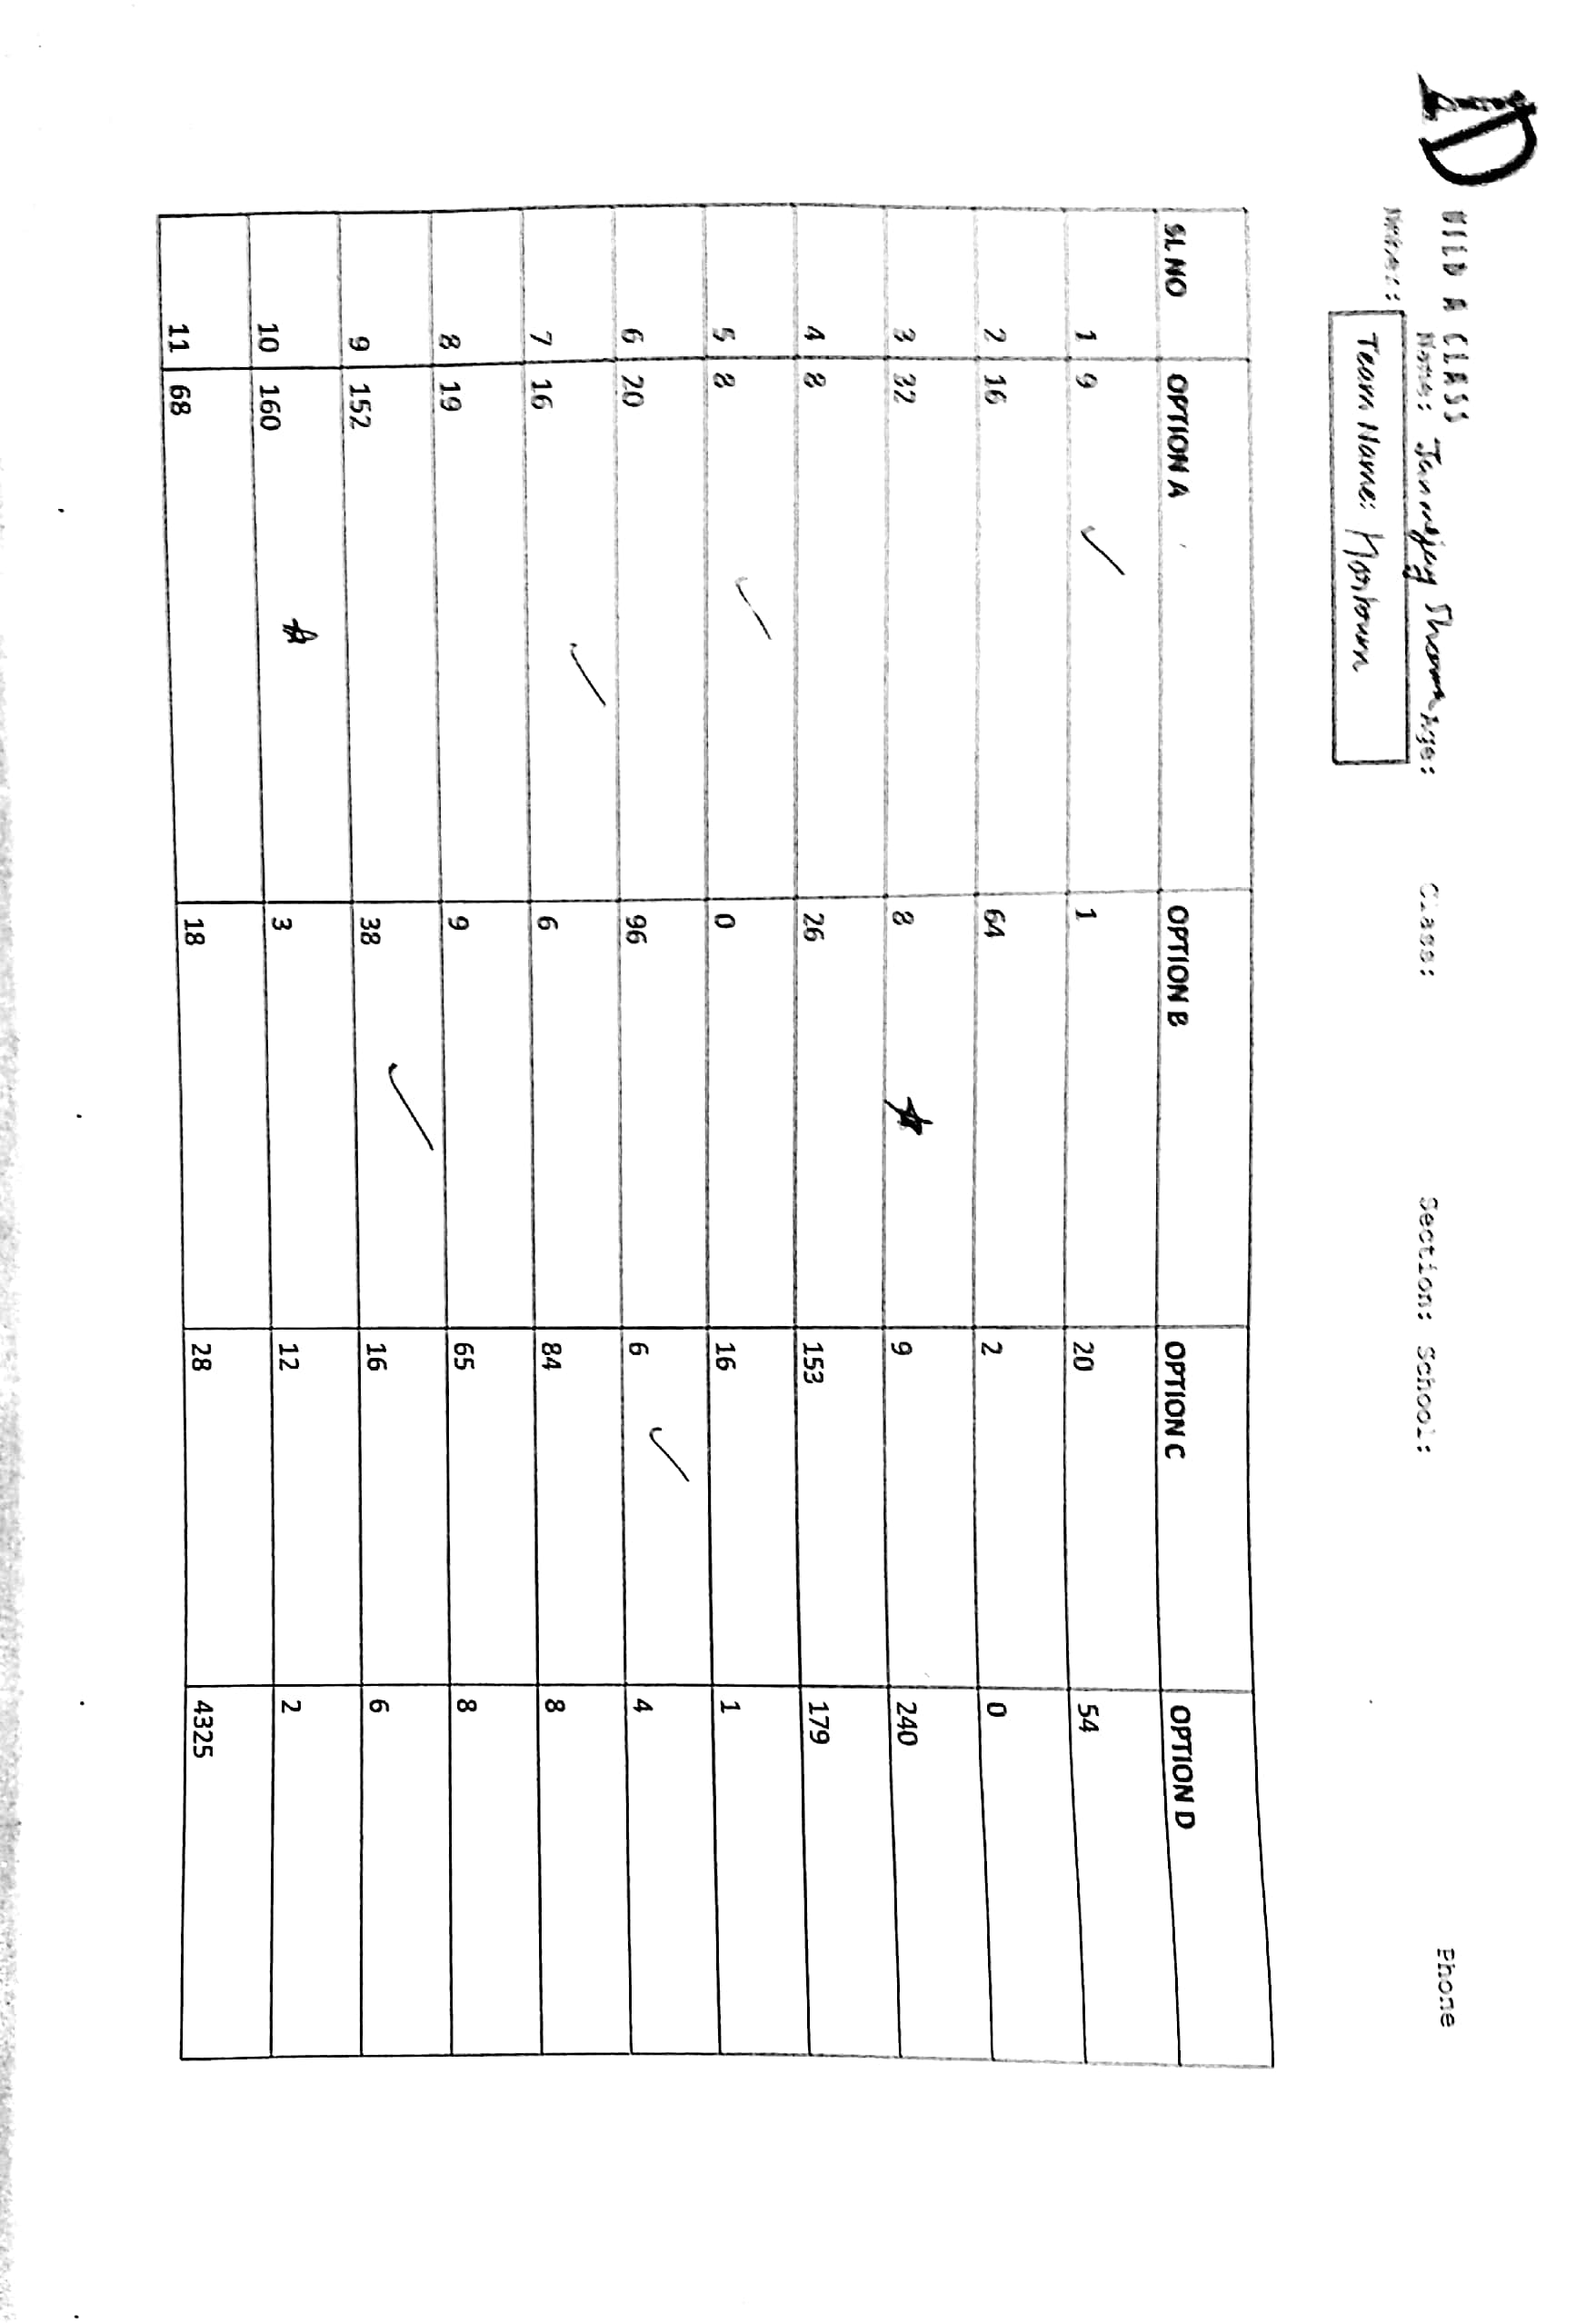 UILD A CLASS
Name: Janmejay Age: Class: Section: School: Phone
Number:
Team Name:
SL NO OPTION A OPTION B OPTION C OPTION D
1 9 ✓ 1 20 54
2 16 64 2 0
3 32 8 ★ 9 240
4 8 26 153 179
5 8 ✓ 0 16 1
6 20 96 6 ✓ 4
7 16 ✓ 6 84 8
8 19 9 65 8
9 152 38 ✓ 16 6
10 160 ☆ 3 12 2
11 68 18 28 4325